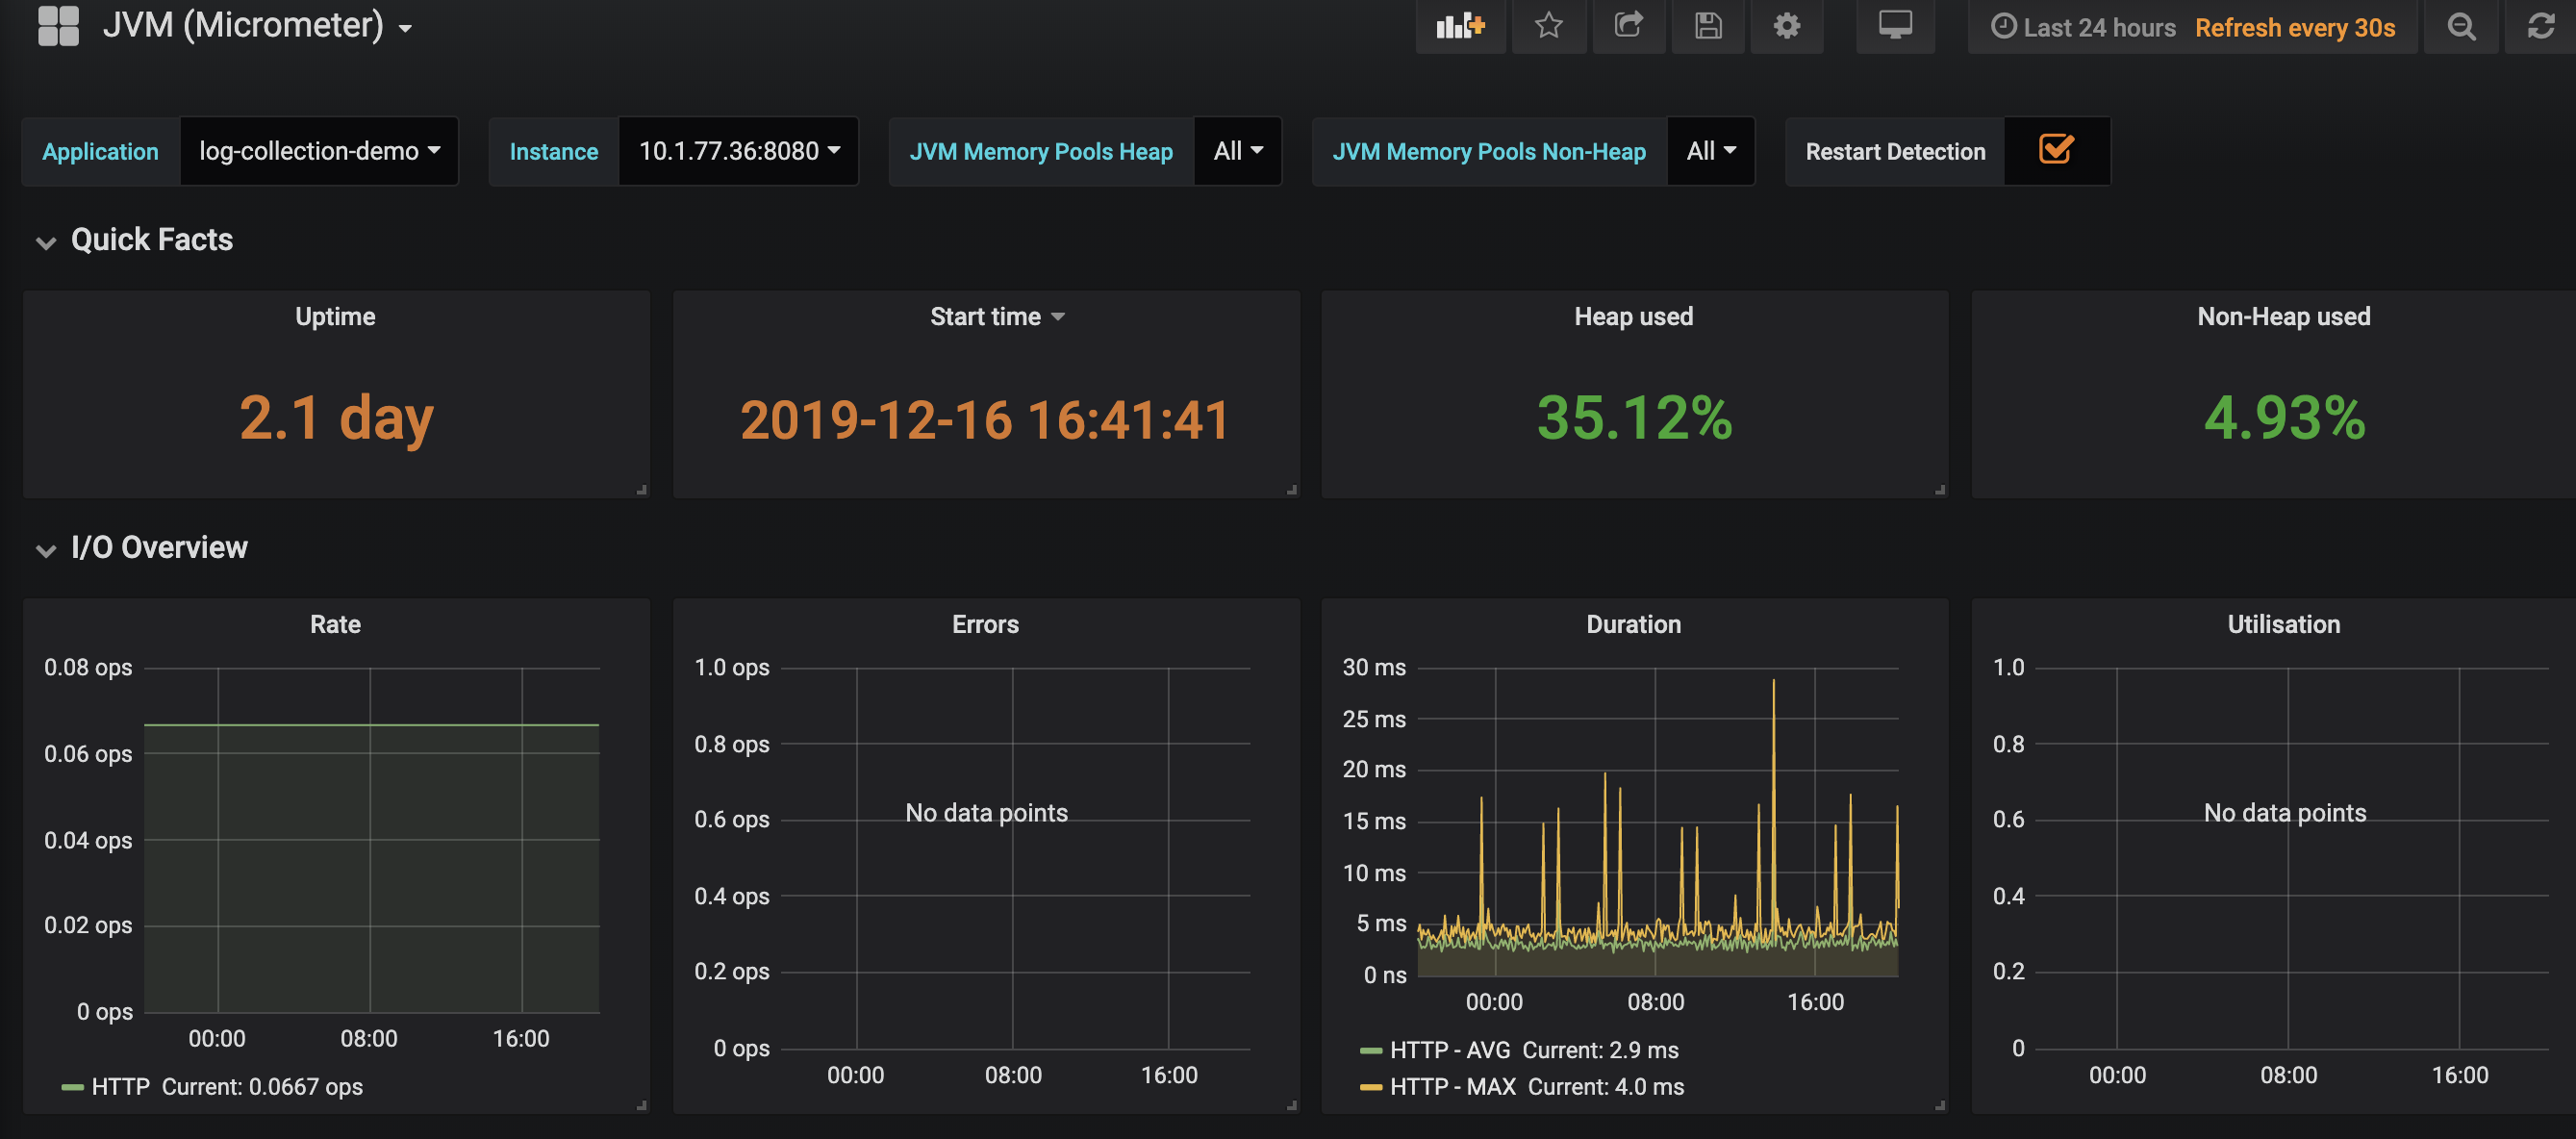 JVM (Micrometer)
Last 24 hours Refresh every 30s
Application log-collection-demo Instance 10.1.77.36:8080 JVM Memory Pools Heap All JVM Memory Pools Non-Heap All Restart Detection
Quick Facts
Uptime
2.1 day
Start time
2019-12-16 16:41:41
Heap used
35.12%
Non-Heap used
4.93%
I/O Overview
Rate
0.08 ops
0.06 ops
0.04 ops
0.02 ops
0 ops
00:00 08:00 16:00
HTTP Current: 0.0667 ops
Errors
1.0 ops
0.8 ops
0.6 ops
0.4 ops
0.2 ops
0 ops
No data points
00:00 08:00 16:00
Duration
30 ms
25 ms
20 ms
15 ms
10 ms
5 ms
0 ns
00:00 08:00 16:00
HTTP - AVG Current: 2.9 ms
HTTP - MAX Current: 4.0 ms
Utilisation
1.0
0.8
0.6
0.4
0.2
0
No data points
00:00 08:00 16:00